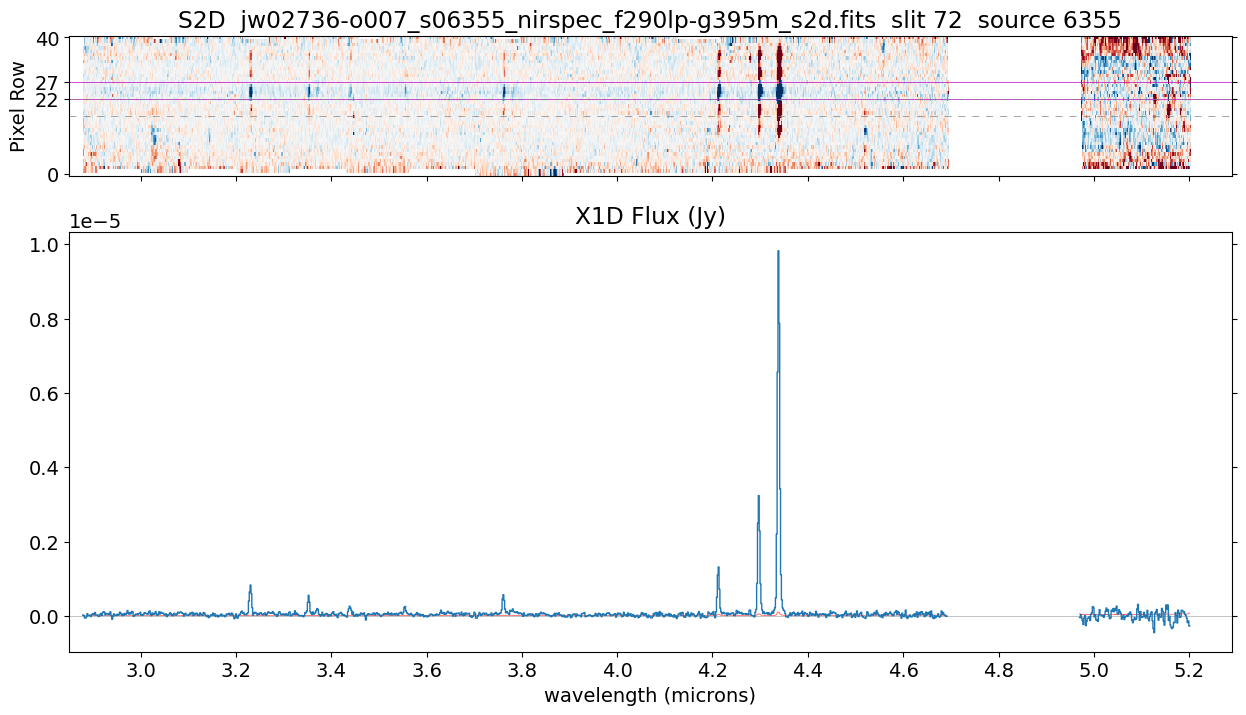 S2D  jw02736-o007_s06355_nirspec_f290lp-g395m_s2d.fits  slit 72  source 6355
40
27
22
0
Pixel Row
X1D Flux (Jy)
1e−5
1.0
0.8
0.6
0.4
0.2
0.0
3.0 3.2 3.4 3.6 3.8 4.0 4.2 4.4 4.6 4.8 5.0 5.2
wavelength (microns)